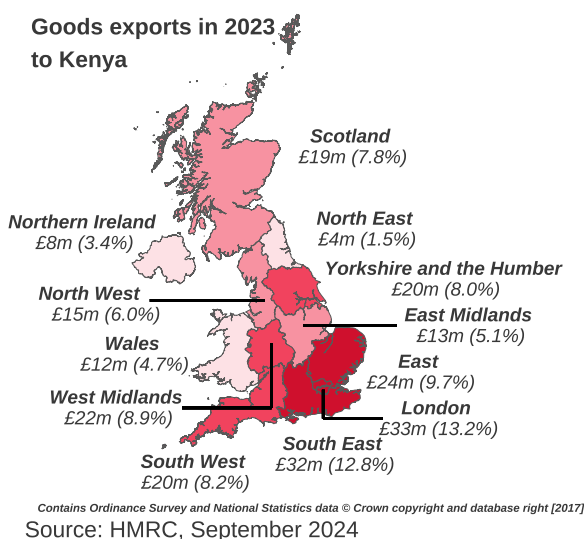 Goods exports in 2023
to Kenya
Scotland
£19m (7.8%)
Northern Ireland
£8m (3.4%)
North East
£4m (1.5%)
Yorkshire and the Humber
£20m (8.0%)
North West
£15m (6.0%)
East Midlands
£13m (5.1%)
Wales
£12m (4.7%)
East
£24m (9.7%)
West Midlands
£22m (8.9%)
London
£33m (13.2%)
South East
£32m (12.8%)
South West
£20m (8.2%)
Contains Ordinance Survey and National Statistics data © Crown copyright and database right [2017]
Source: HMRC, September 2024